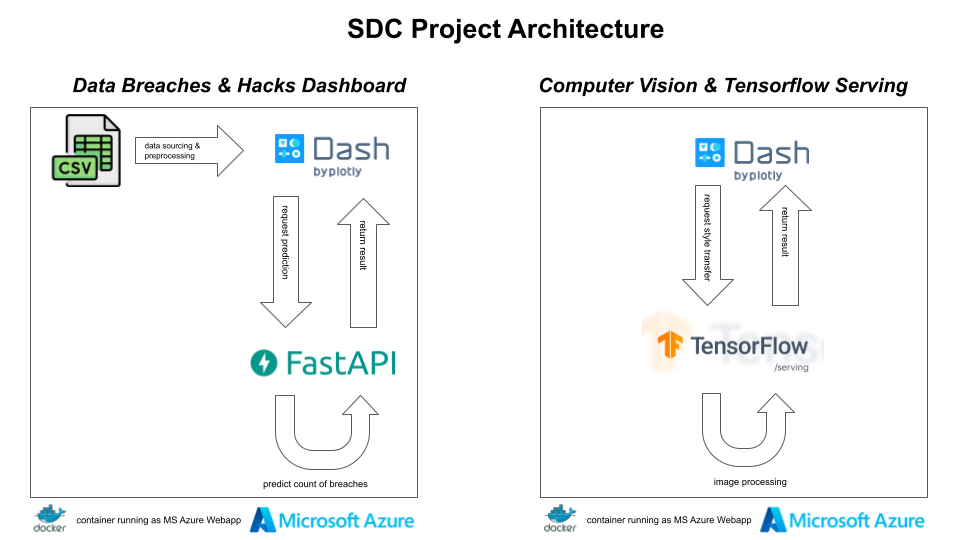 SDC Project Architecture
Data Breaches & Hacks Dashboard
CSV
data sourcing &
preprocessing
Dash
by plotly
request prediction
return result
FastAPI
predict count of breaches
docker
container running as MS Azure Webapp
Microsoft Azure
Computer Vision & Tensorflow Serving
Dash
by plotly
request style transfer
return result
TensorFlow
/serving
image processing
docker
container running as MS Azure Webapp
Microsoft Azure